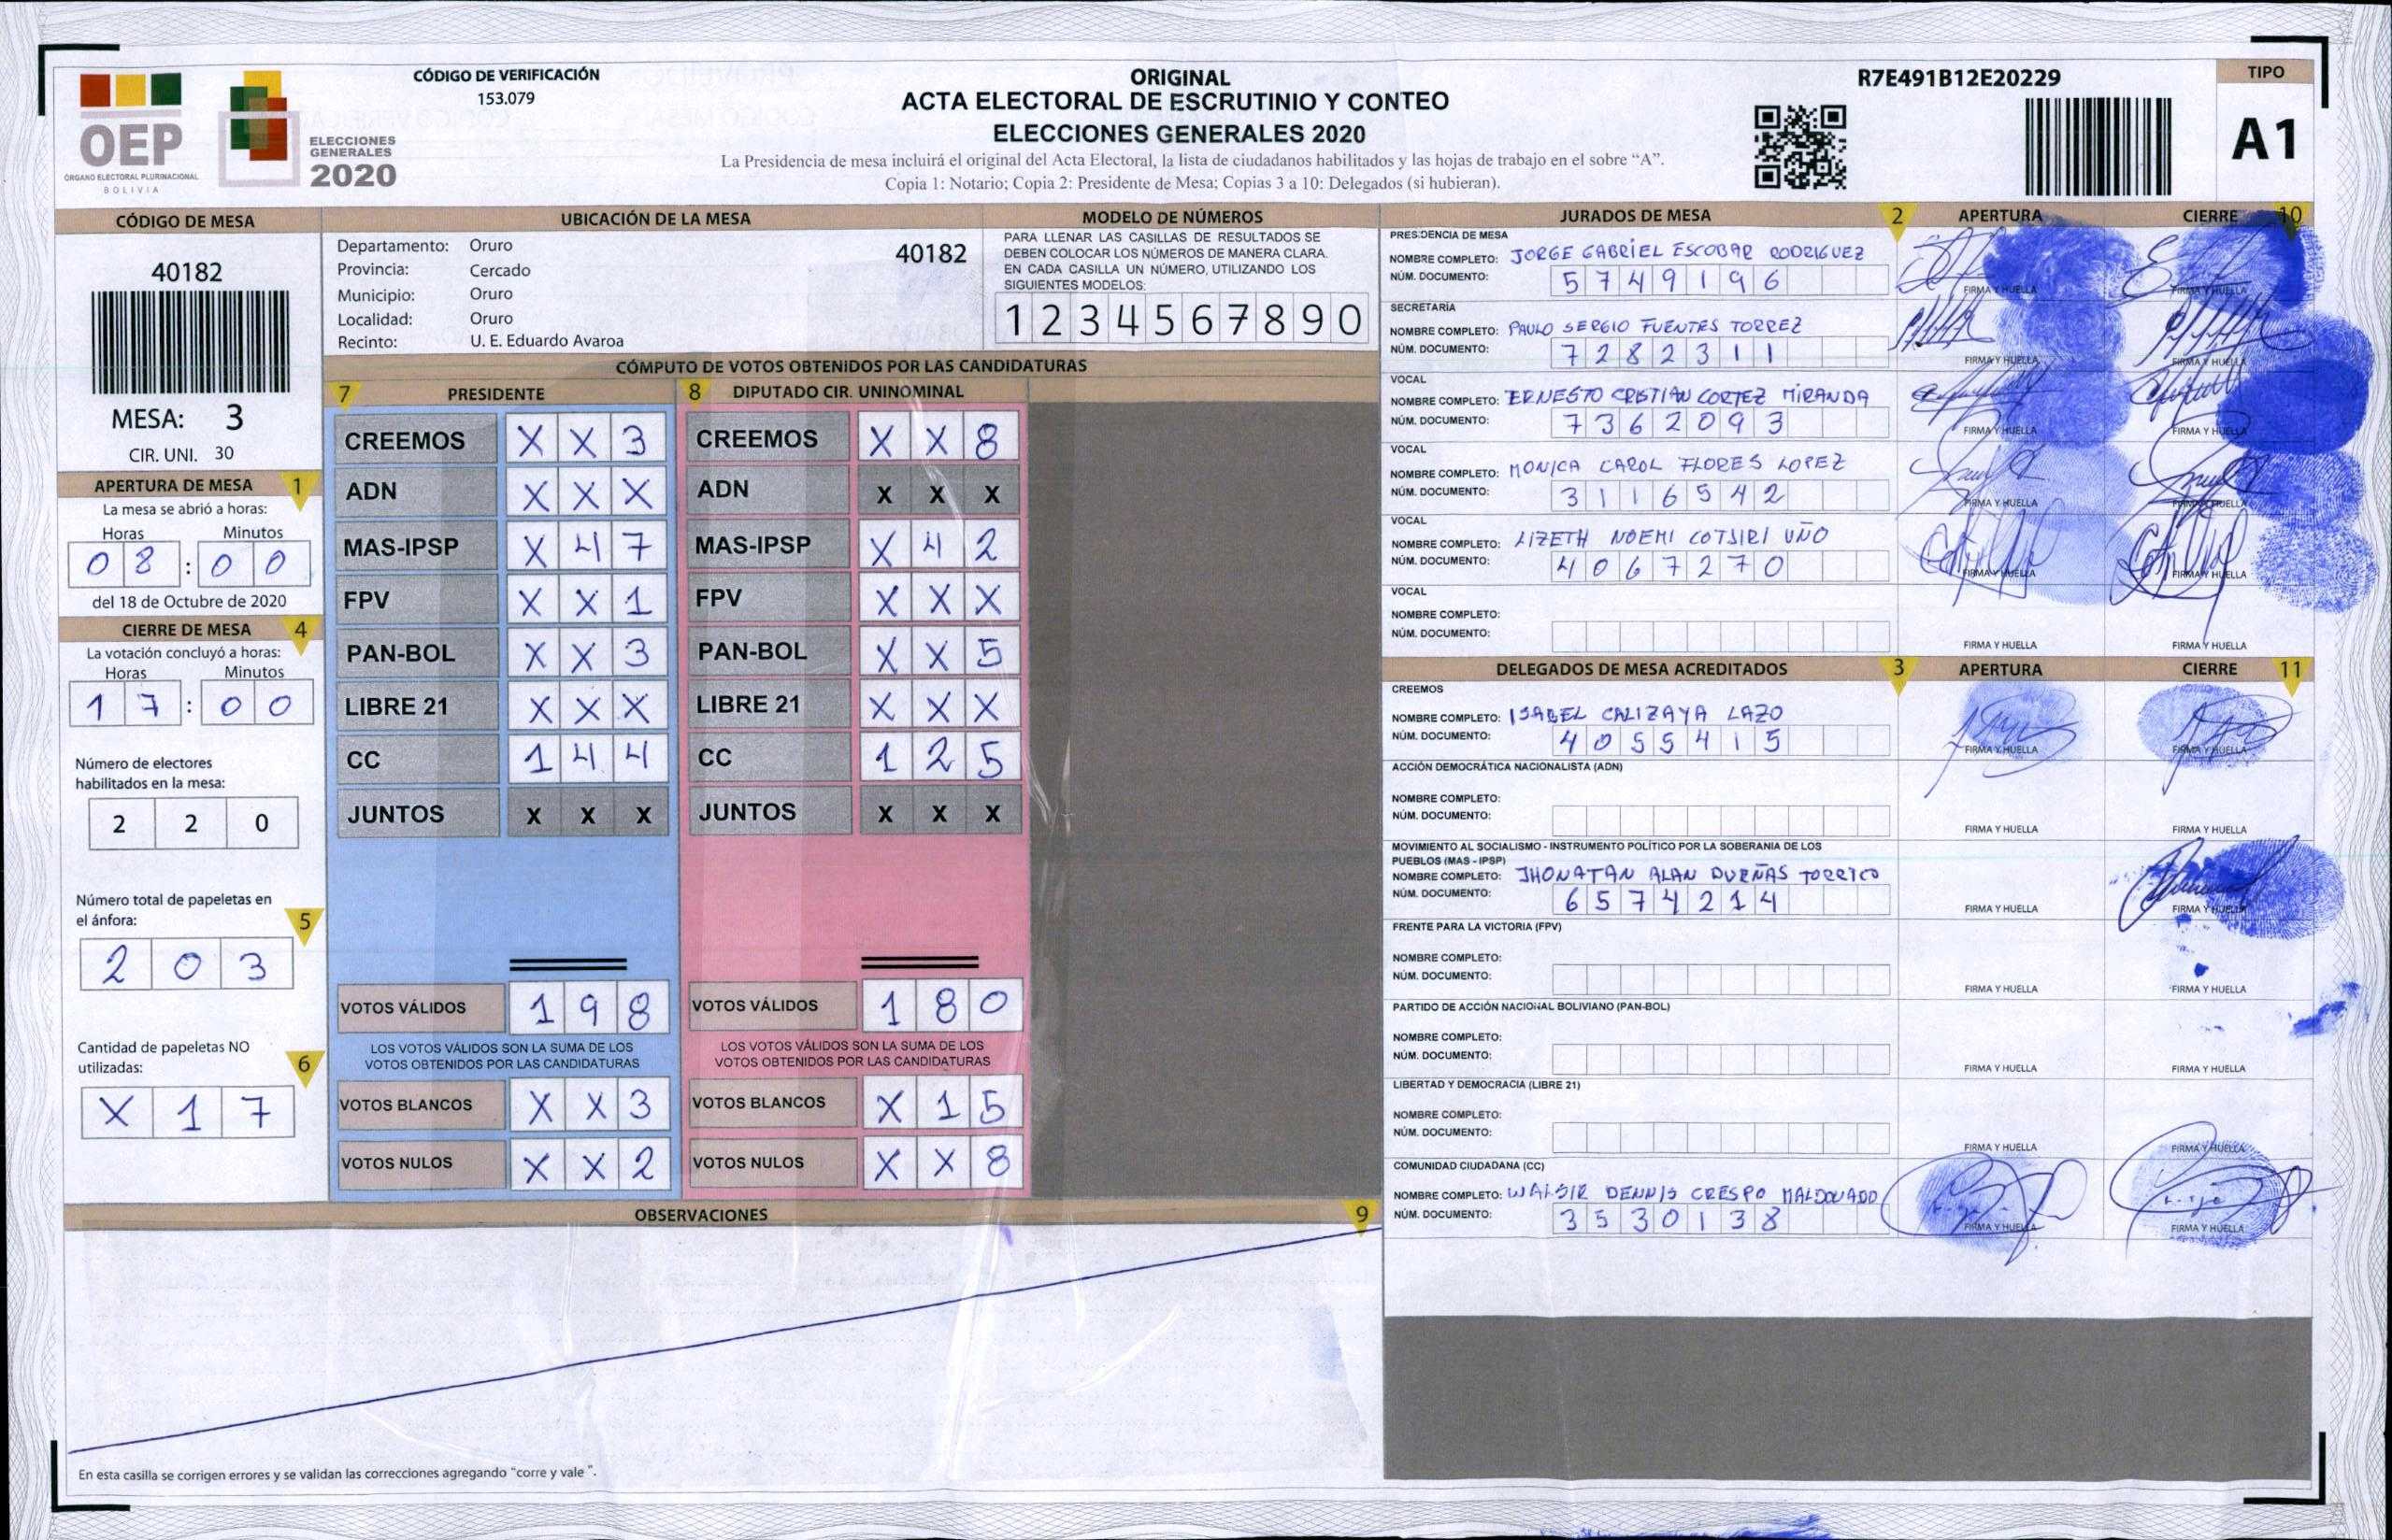 CÓDIGO DE VERIFICACIÓN
153.079
ORIGINAL
ACTA ELECTORAL DE ESCRUTINIO Y CONTEO
ELECCIONES GENERALES 2020
La Presidencia de mesa incluirá el original del Acta Electoral, la lista de ciudadanos habilitados y las hojas de trabajo en el sobre “A”.
Copia 1: Notario; Copia 2: Presidente de Mesa; Copias 3 a 10: Delegados (si hubieran).
R7E491B12E20229
TIPO
A1
OEP
ÓRGANO ELECTORAL PLURINACIONAL
BOLIVIA
ELECCIONES
GENERALES
2020
CÓDIGO DE MESA
40182
MESA: 3
CIR. UNI. 30
APERTURA DE MESA 1
La mesa se abrió a horas:
Horas Minutos
0 8 : 0 0
del 18 de Octubre de 2020
CIERRE DE MESA 4
La votación concluyó a horas:
Horas Minutos
1 7 : 0 0
Número de electores
habilitados en la mesa:
2 2 0
Número total de papeletas en
el ánfora: 5
2 0 3
Cantidad de papeletas NO
utilizadas: 6
X 1 7
UBICACIÓN DE LA MESA
Departamento: Oruro 40182
Provincia: Cercado
Municipio: Oruro
Localidad: Oruro
Recinto: U. E. Eduardo Avaroa
MODELO DE NÚMEROS
PARA LLENAR LAS CASILLAS DE RESULTADOS SE
DEBEN COLOCAR LOS NÚMEROS DE MANERA CLARA.
EN CADA CASILLA UN NÚMERO, UTILIZANDO LOS
SIGUIENTES MODELOS:
1 2 3 4 5 6 7 8 9 0
CÓMPUTO DE VOTOS OBTENIDOS POR LAS CANDIDATURAS
7 PRESIDENTE
CREEMOS X X 3
ADN X X X
MAS-IPSP X 4 7
FPV X X 1
PAN-BOL X X 3
LIBRE 21 X X X
CC 1 4 4
JUNTOS X X X
VOTOS VÁLIDOS 1 9 8
LOS VOTOS VÁLIDOS SON LA SUMA DE LOS
VOTOS OBTENIDOS POR LAS CANDIDATURAS
VOTOS BLANCOS X X 3
VOTOS NULOS X X 2
8 DIPUTADO CIR. UNINOMINAL
CREEMOS X X 8
ADN X X X
MAS-IPSP X 4 2
FPV X X X
PAN-BOL X X 5
LIBRE 21 X X X
CC 1 2 5
JUNTOS X X X
VOTOS VÁLIDOS 1 8 0
LOS VOTOS VÁLIDOS SON LA SUMA DE LOS
VOTOS OBTENIDOS POR LAS CANDIDATURAS
VOTOS BLANCOS X 1 5
VOTOS NULOS X X 8
OBSERVACIONES 9
En esta casilla se corrigen errores y se validan las correcciones agregando “corre y vale”.
JURADOS DE MESA 2 APERTURA CIERRE 10
PRESIDENCIA DE MESA
NOMBRE COMPLETO: JORGE GABRIEL ESCOBAR RODRIGUEZ
NÚM. DOCUMENTO: 5 7 4 9 1 9 6
FIRMA Y HUELLA FIRMA Y HUELLA
SECRETARÍA
NOMBRE COMPLETO: PAULO SERGIO FUENTES TORREZ
NÚM. DOCUMENTO: 7 2 8 2 3 1 1
FIRMA Y HUELLA FIRMA Y HUELLA
VOCAL
NOMBRE COMPLETO: ERNESTO CRISTIAN CORTEZ MIRANDA
NÚM. DOCUMENTO: 7 3 6 2 0 9 3
FIRMA Y HUELLA FIRMA Y HUELLA
VOCAL
NOMBRE COMPLETO: MONICA CAROL FLORES LOPEZ
NÚM. DOCUMENTO: 3 1 1 6 5 4 2
FIRMA Y HUELLA FIRMA Y HUELLA
VOCAL
NOMBRE COMPLETO: LIZETH NOEMI COTJIRI UÑO
NÚM. DOCUMENTO: 4 0 6 7 2 7 0
FIRMA Y HUELLA FIRMA Y HUELLA
VOCAL
NOMBRE COMPLETO:
NÚM. DOCUMENTO:
FIRMA Y HUELLA FIRMA Y HUELLA
DELEGADOS DE MESA ACREDITADOS 3 APERTURA CIERRE 11
CREEMOS
NOMBRE COMPLETO: ISABEL CALIZAYA LAZO
NÚM. DOCUMENTO: 4 0 5 5 4 1 5
FIRMA Y HUELLA FIRMA Y HUELLA
ACCIÓN DEMOCRÁTICA NACIONALISTA (ADN)
NOMBRE COMPLETO:
NÚM. DOCUMENTO:
FIRMA Y HUELLA FIRMA Y HUELLA
MOVIMIENTO AL SOCIALISMO - INSTRUMENTO POLÍTICO POR LA SOBERANIA DE LOS
PUEBLOS (MAS - IPSP)
NOMBRE COMPLETO: JHONATAN ALAN DUEÑAS TORRICO
NÚM. DOCUMENTO: 6 5 7 4 2 1 4
FIRMA Y HUELLA FIRMA Y HUELLA
FRENTE PARA LA VICTORIA (FPV)
NOMBRE COMPLETO:
NÚM. DOCUMENTO:
FIRMA Y HUELLA FIRMA Y HUELLA
PARTIDO DE ACCIÓN NACIONAL BOLIVIANO (PAN-BOL)
NOMBRE COMPLETO:
NÚM. DOCUMENTO:
FIRMA Y HUELLA FIRMA Y HUELLA
LIBERTAD Y DEMOCRACIA (LIBRE 21)
NOMBRE COMPLETO:
NÚM. DOCUMENTO:
FIRMA Y HUELLA FIRMA Y HUELLA
COMUNIDAD CIUDADANA (CC)
NOMBRE COMPLETO: DENNIS CRESPO MALDONADO
NÚM. DOCUMENTO: 3 5 3 0 1 3 8
FIRMA Y HUELLA FIRMA Y HUELLA